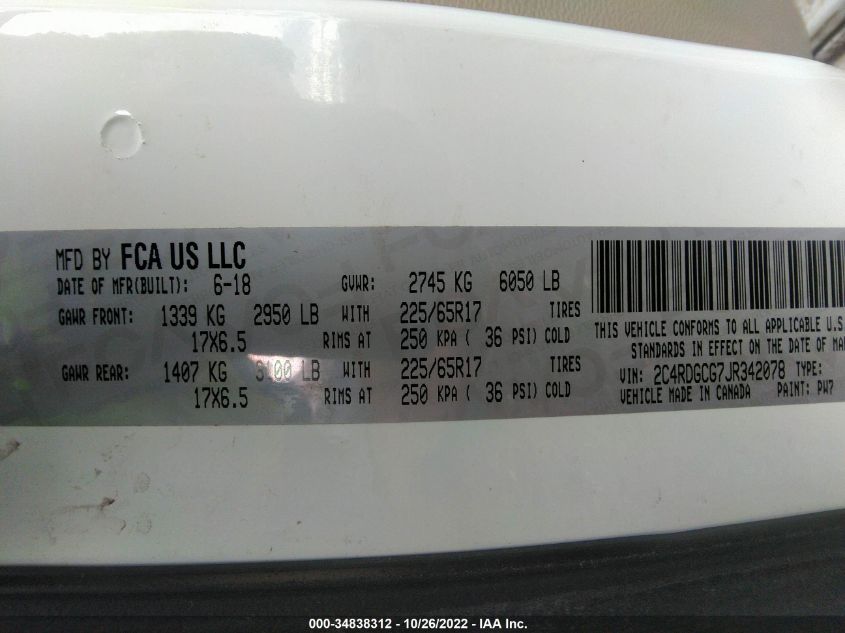 MFD BY FCA US LLC
DATE OF MFR(BUILT): 6-18 GVWR: 2745 KG 6050 LB
GAWR FRONT: 1339 KG 2950 LB WITH 225/65R17 TIRES
17X6.5 RIMS AT 250 KPA ( 36 PSI) COLD
GAWR REAR: 1407 KG 3100 LB WITH 225/65R17 TIRES
17X6.5 RIMS AT 250 KPA ( 36 PSI) COLD
THIS VEHICLE CONFORMS TO ALL APPLICABLE U.S.
STANDARDS IN EFFECT ON THE DATE OF MA
VIN: 2C4RDGCG7JR342078 TYPE:
VEHICLE MADE IN CANADA PAINT: PW7
000-34838312 - 10/26/2022 - IAA Inc.